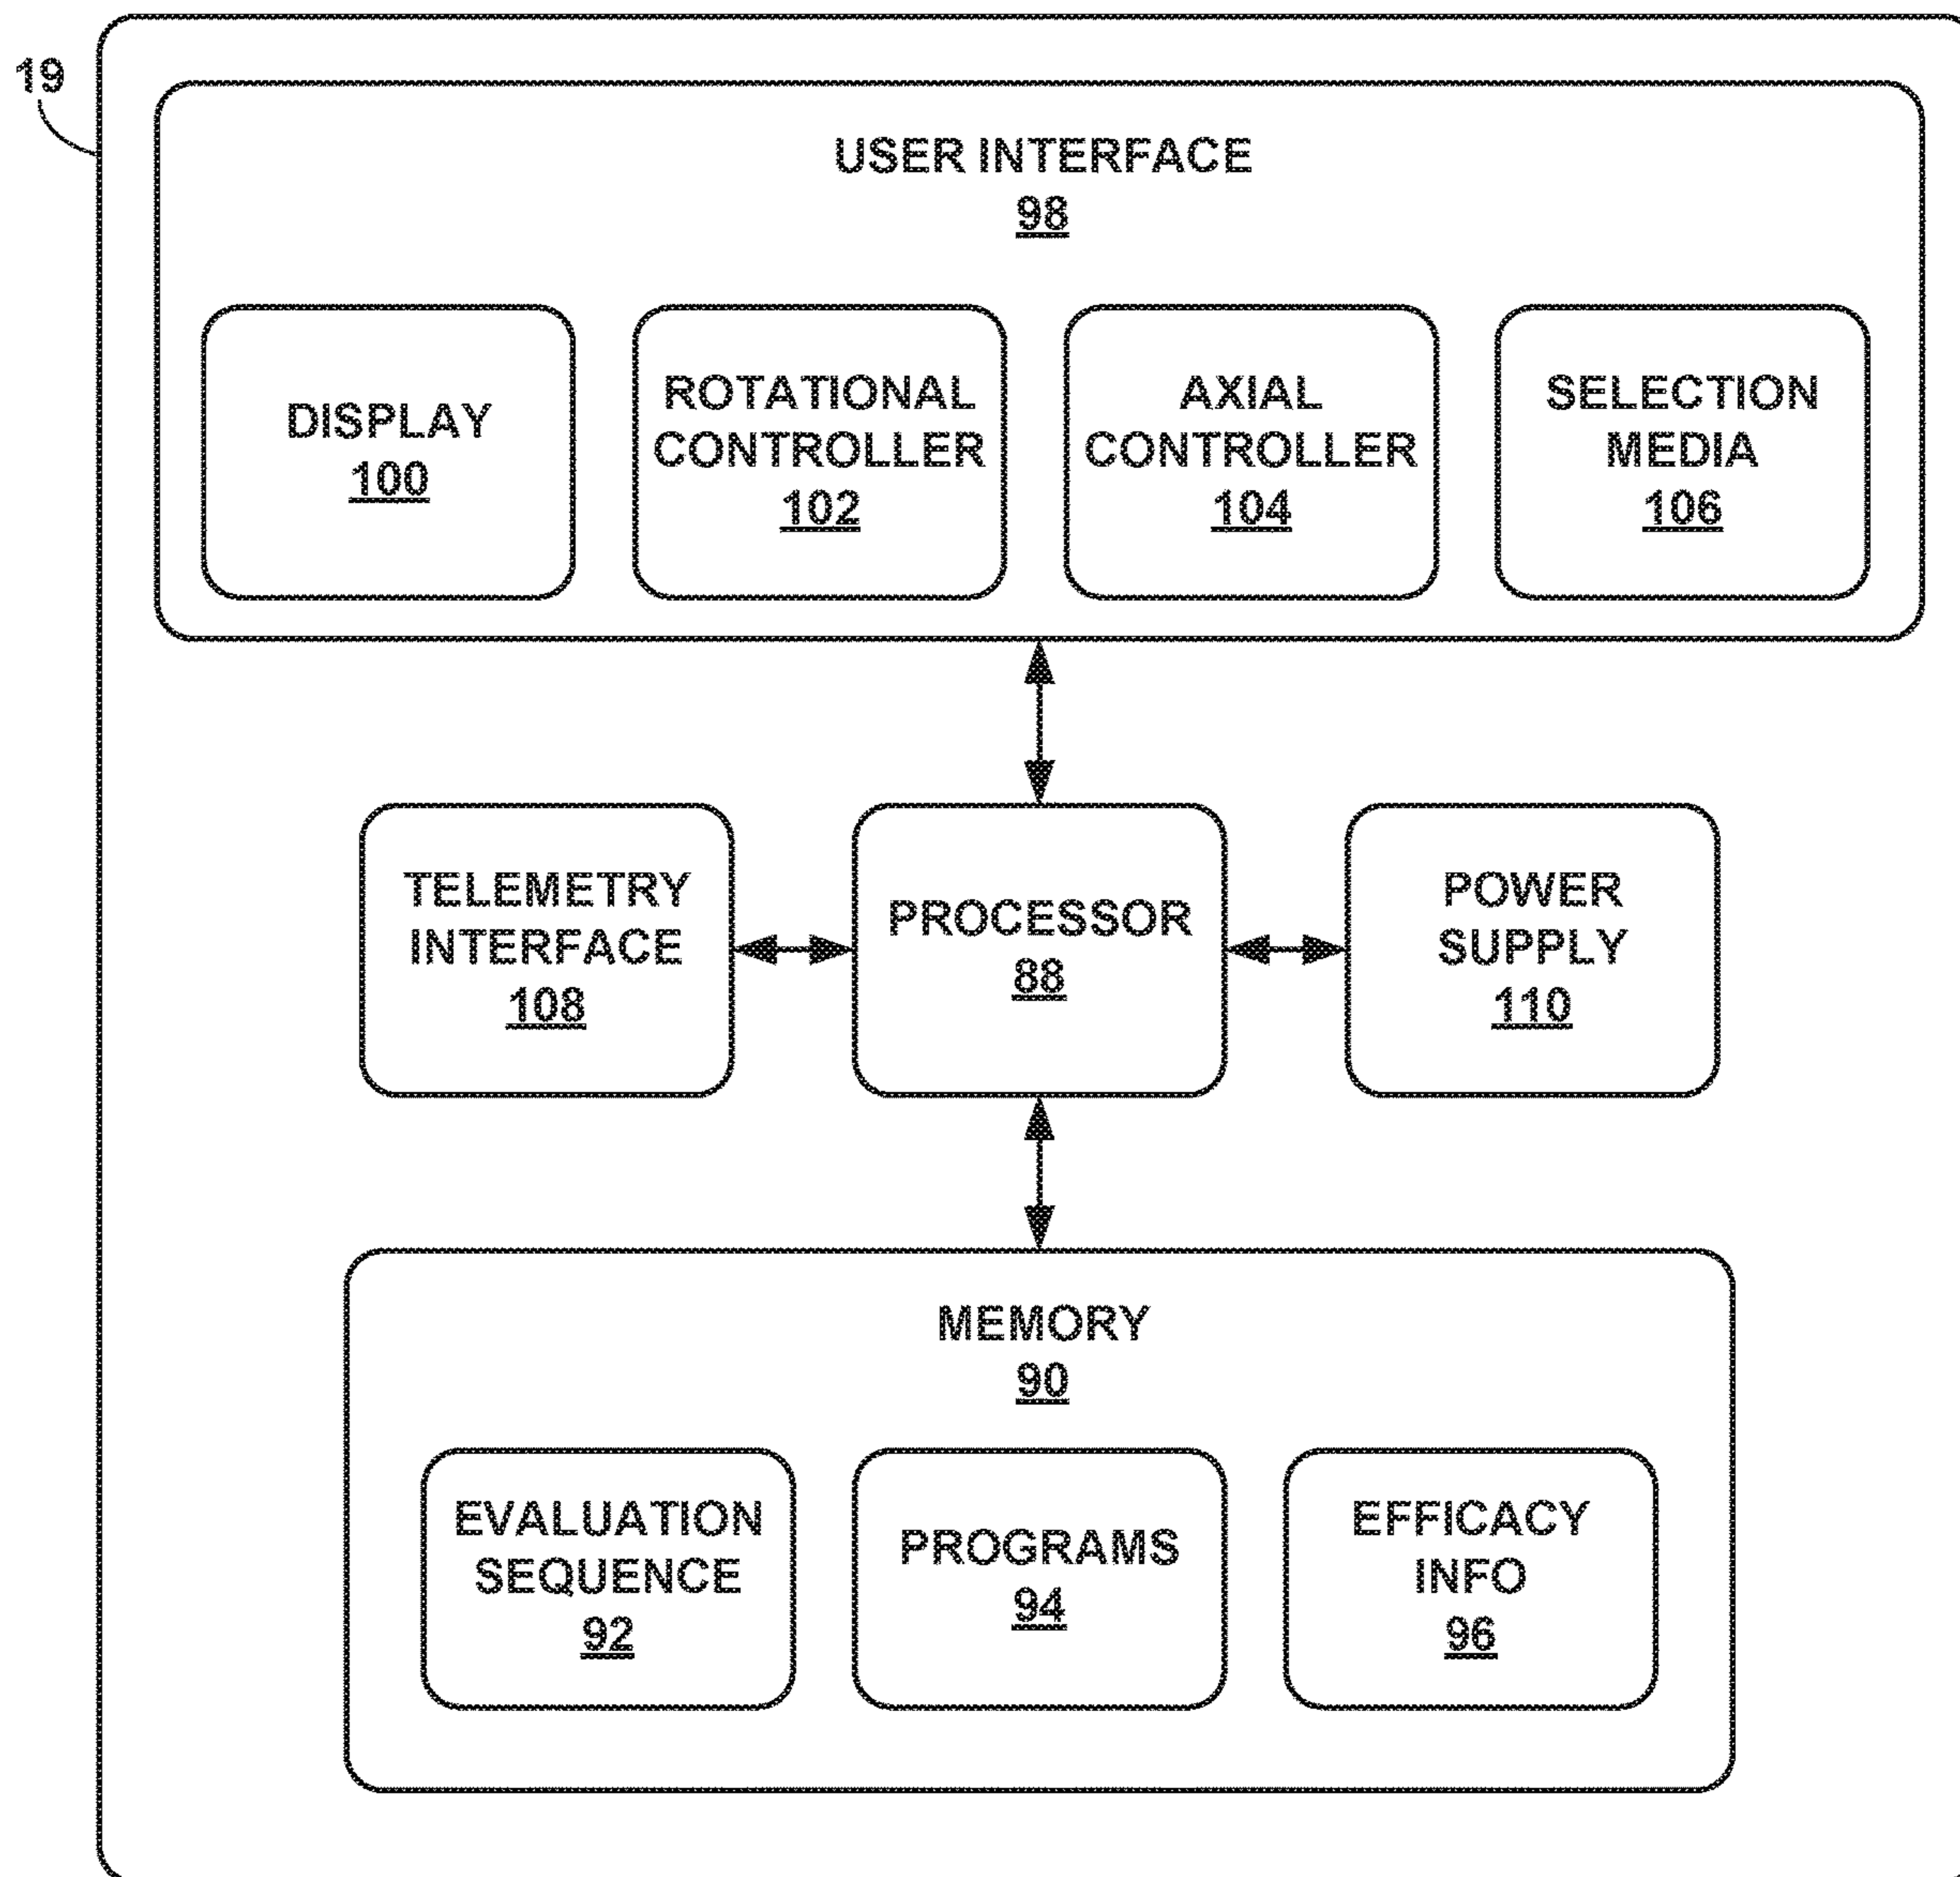 19
USER INTERFACE
98
DISPLAY
100
ROTATIONAL
CONTROLLER
102
AXIAL
CONTROLLER
104
SELECTION
MEDIA
106
TELEMETRY
INTERFACE
108
PROCESSOR
88
POWER
SUPPLY
110
MEMORY
90
EVALUATION
SEQUENCE
92
PROGRAMS
94
EFFICACY
INFO
96